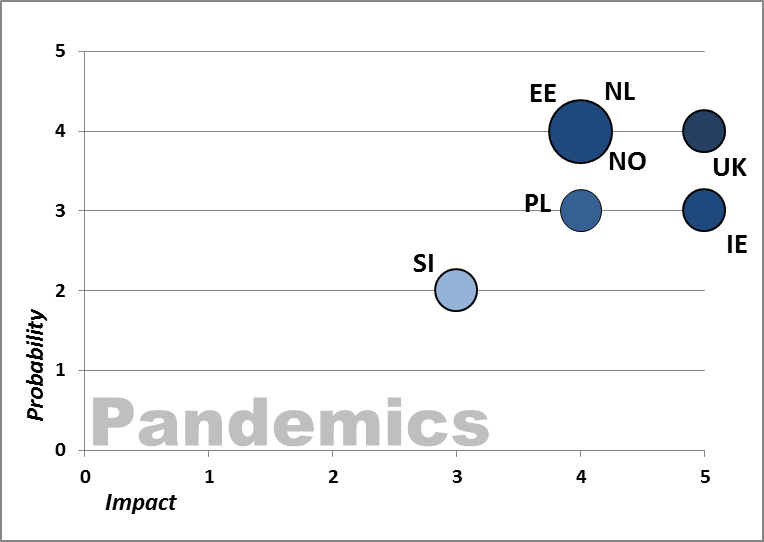 5
EE NL
4
NO UK
PL
3
IE
SI
2
1
Probability
Pandemics
0
0 1 2 3 4 5
Impact